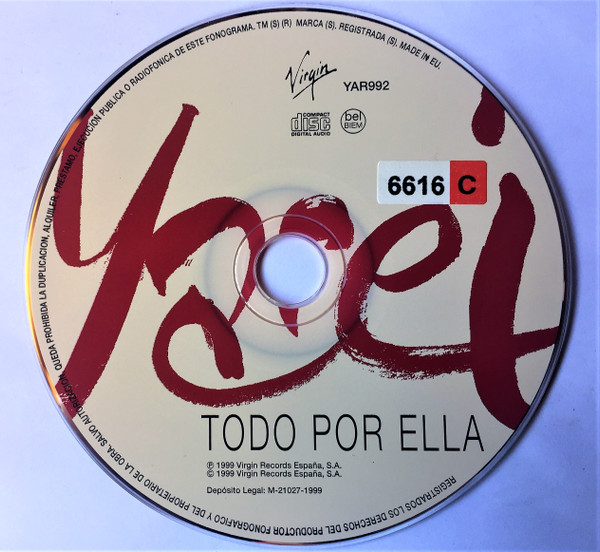 QUEDA PROHIBIDA LA DUPLICACION, ALQUILER, PRESTAMO, EJECUCION PUBLICA O RADIOFONICA DE ESTE FONOGRAMA. TM (S) (R) MARCA (S). REGISTRADA (S). MADE IN EU.
Virgin
YAR992
COMPACT
disc
DIGITAL AUDIO
bel
BIEM
6616 C
Yarei
TODO POR ELLA
℗ 1999 Virgin Records España, S.A.
© 1999 Virgin Records España, S.A.
Depósito Legal: M-21027-1999
REGISTRADOS LOS DERECHOS DEL PRODUCTOR FONOGRAFICO Y DEL PROPIETARIO DE LA OBRA. SALVO AUTORIZACION,